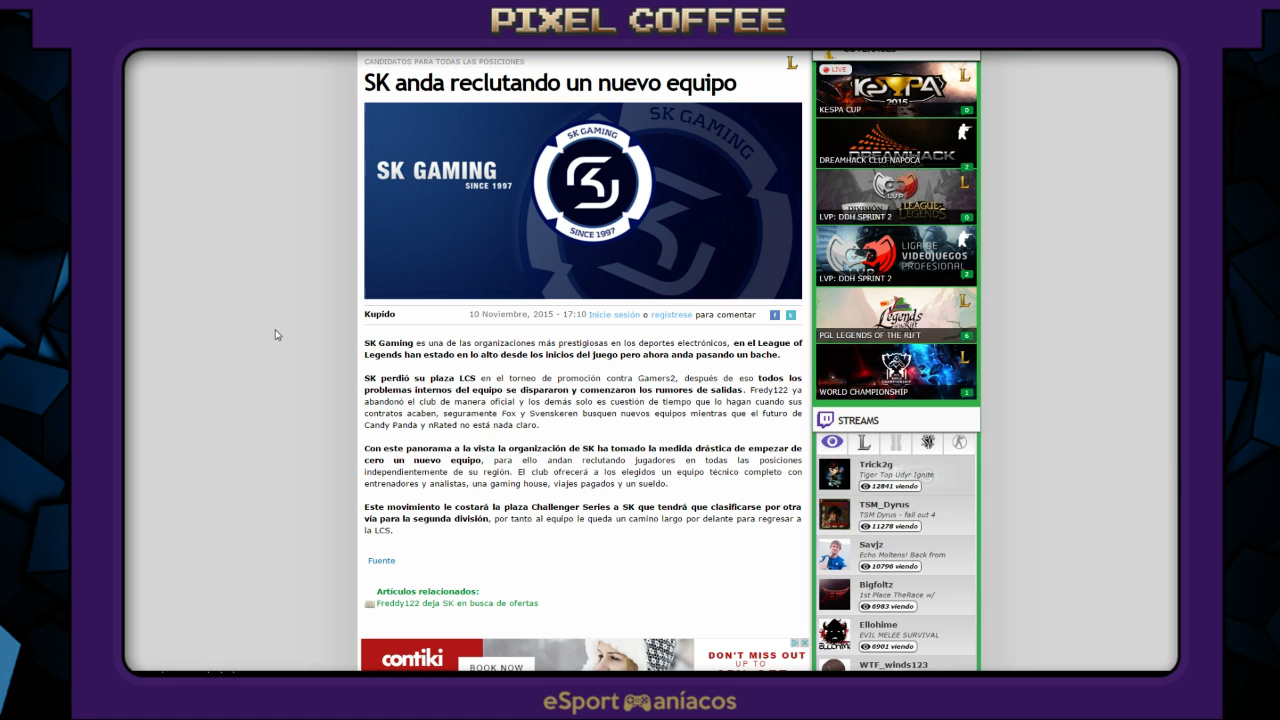 PIXEL COFFEE
CANDIDATOS PARA TODAS LAS POSICIONES
SK anda reclutando un nuevo equipo
SK GAMING
SINCE 1997
SK GAMING
SINCE 1997
SK GAMING
Kupido
10 Noviembre, 2015 - 17:10 Inicie sesión o regístrese para comentar
SK Gaming es una de las organizaciones más prestigiosas en los deportes electrónicos, en el League of
Legends han estado en lo alto desde los inicios del juego pero ahora anda pasando un bache.
SK perdió su plaza LCS en el torneo de promoción contra Gamers2, después de eso todos los
problemas internos del equipo se dispararon y comenzaron los rumores de salidas. Fredy122 ya
abandonó el club de manera oficial y los demás solo es cuestión de tiempo que lo hagan cuando sus
contratos acaben, seguramente Fox y Svenskeren busquen nuevos equipos mientras que el futuro de
Candy Panda y nRated no está nada claro.
Con este panorama a la vista la organización de SK ha tomado la medida drástica de empezar de
cero un nuevo equipo, para ello andan reclutando jugadores en todas las posiciones
independientemente de su región. El club ofrecerá a los elegidos un equipo técnico completo con
entrenadores y analistas, una gaming house, viajes pagados y un sueldo.
Este movimiento le costará la plaza Challenger Series a SK que tendrá que clasificarse por otra
vía para la segunda división, por tanto al equipo le queda un camino largo por delante para regresar a
la LCS.
Fuente
Artículos relacionados:
Freddy122 deja SK en busca de ofertas
contiki
BOOK NOW
DON'T MISS OUT
UP TO
LIVE
KESPA
2015
KESPA CUP
0
DREAMHACK
DREAMHACK CLUJ-NAPOCA
2
LVP
DIVISIÓN
LEAGUE of
LEGENDS
LVP: DDH SPRINT 2
0
LIGA DE
VIDEOJUEGOS
PROFESIONAL
LVP: DDH SPRINT 2
2
Legends
of the Rift
PGL LEGENDS OF THE RIFT
6
WORLD CHAMPIONSHIP
1
STREAMS
Trick2g
Tiger Top Udyr Ignite
12841 viendo
TSM_Dyrus
TSM Dyrus - fall out 4
11278 viendo
Savjz
Echo Moltens! Back from
10796 viendo
Bigfoltz
1st Place TheRace w/
6983 viendo
Ellohime
EVIL MELEE SURVIVAL
6901 viendo
WTF_winds123
eSportmaníacos